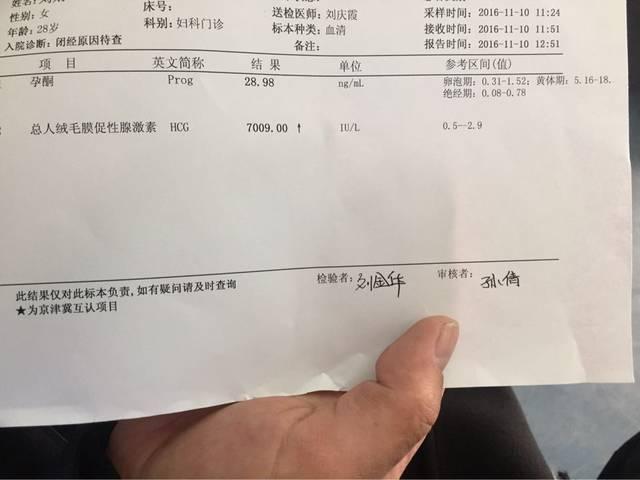 性别：女 床号： 送检医师：刘庆霞 采样时间：2016-11-10 11:24
年龄：28岁 科别：妇科门诊 标本种类：血清 接收时间：2016-11-10 11:51
入院诊断：闭经原因待查 备注： 报告时间：2016-11-10 12:51
项 目 英文简称 结 果 单位 参考区间(值)
孕酮 Prog 28.98 ng/mL 卵泡期：0.31-1.52；黄体期：5.16-18.
绝经期：0.08-0.78
总人绒毛膜促性腺激素 HCG 7009.00 ↑ IU/L 0.5--2.9
检验者： 审核者：孙倩
此结果仅对此标本负责,如有疑问请及时查询
★为京津冀互认项目